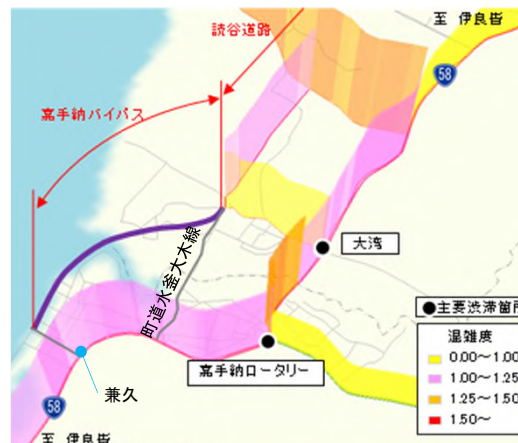 至 伊良皆
読谷道路
58
嘉手納バイパス
町道水釜大木線
大湾
●主要渋滞箇所
混雑度
0.00～1.00
1.00～1.25
1.25～1.50
1.50～
嘉手納ロータリー
兼久
58
至 伊良皆